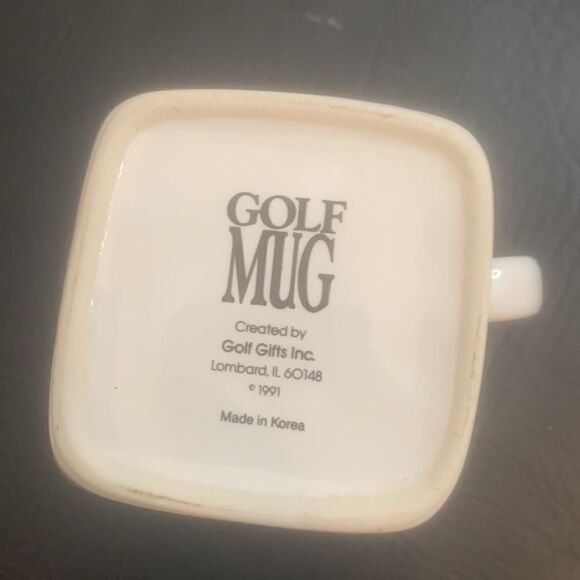 GOLF
MUG
Created by
Golf Gifts Inc.
Lombard, IL 60148
© 1991
Made in Korea